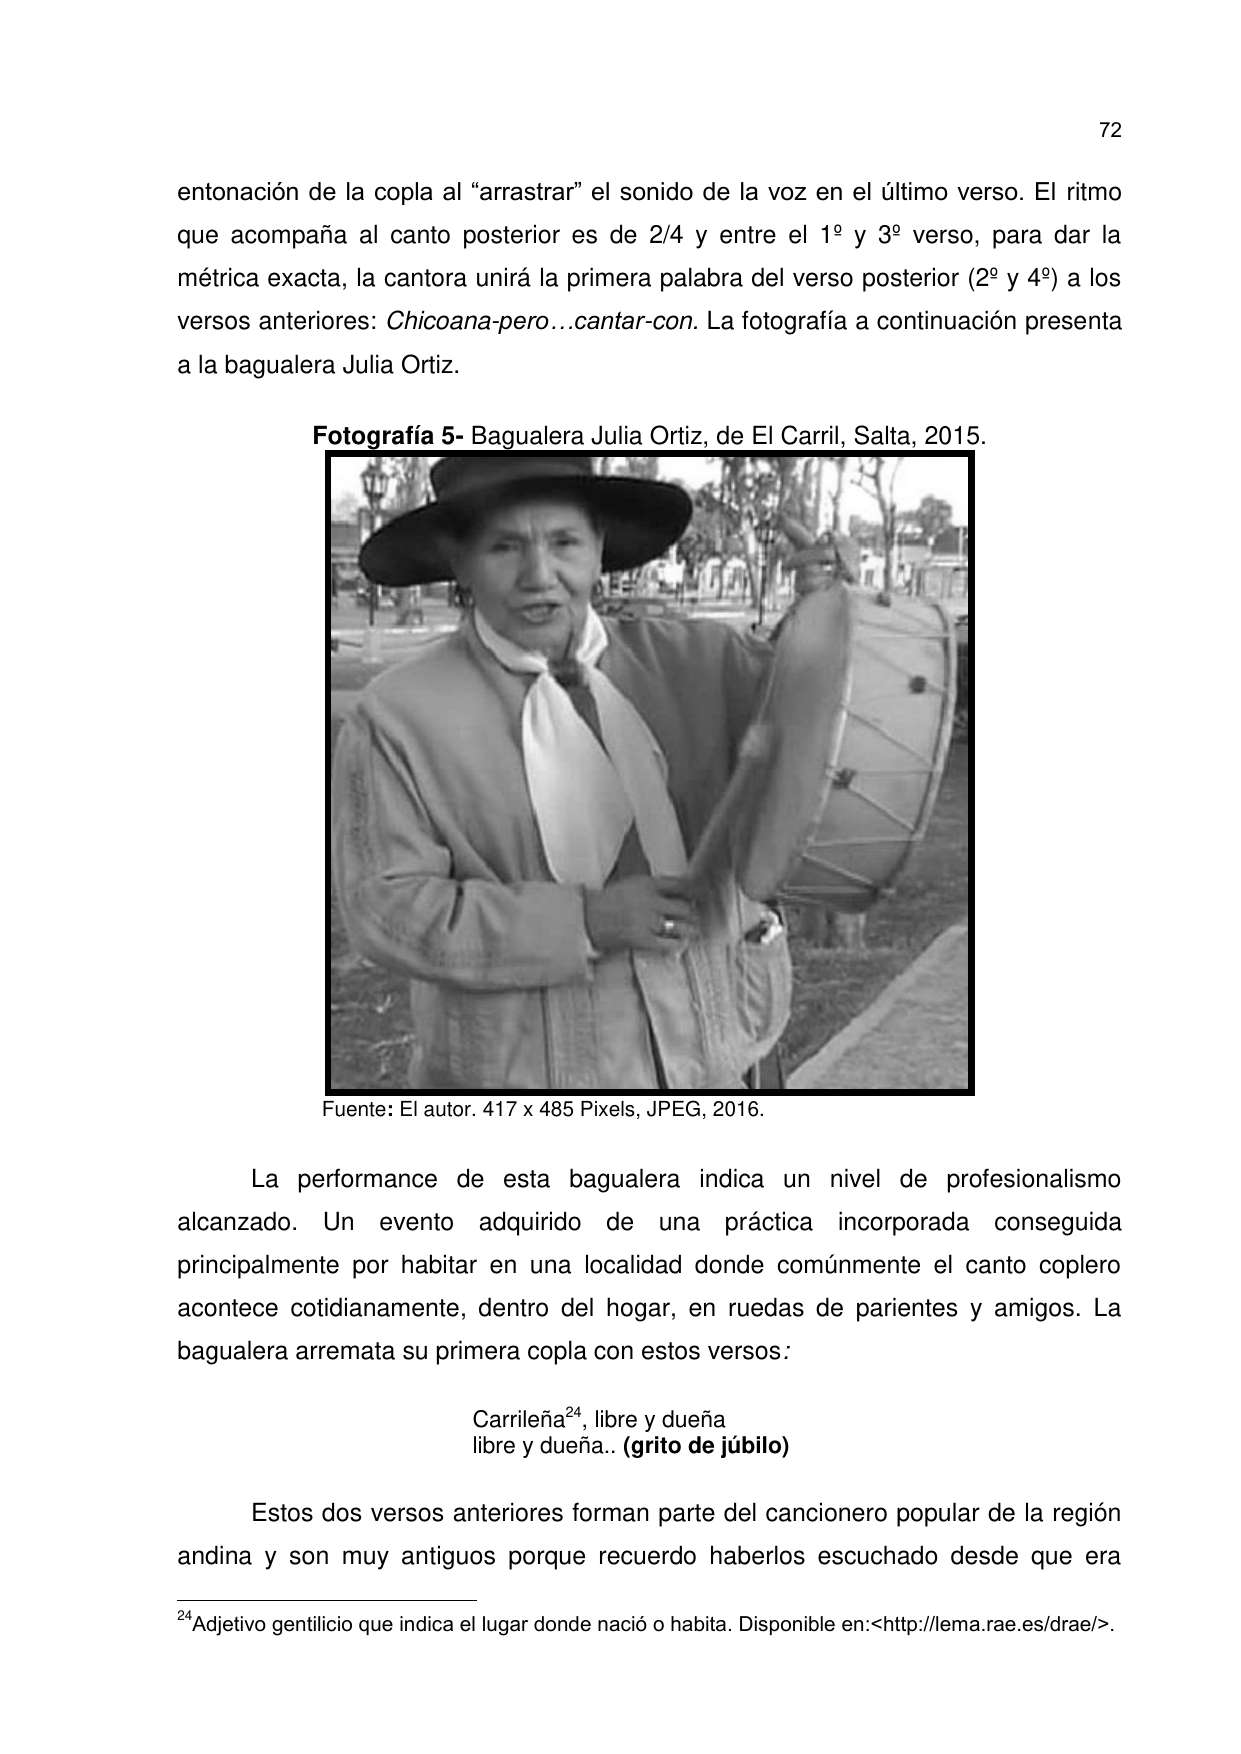 72
entonación de la copla al “arrastrar” el sonido de la voz en el último verso. El ritmo
que acompaña al canto posterior es de 2/4 y entre el 1º y 3º verso, para dar la
métrica exacta, la cantora unirá la primera palabra del verso posterior (2º y 4º) a los
versos anteriores: Chicoana-pero…cantar-con. La fotografía a continuación presenta
a la bagualera Julia Ortiz.
Fotografía 5- Bagualera Julia Ortiz, de El Carril, Salta, 2015.
Fuente: El autor. 417 x 485 Pixels, JPEG, 2016.
La performance de esta bagualera indica un nivel de profesionalismo
alcanzado. Un evento adquirido de una práctica incorporada conseguida
principalmente por habitar en una localidad donde comúnmente el canto coplero
acontece cotidianamente, dentro del hogar, en ruedas de parientes y amigos. La
bagualera arremata su primera copla con estos versos:
Carrileña24, libre y dueña
libre y dueña.. (grito de júbilo)
Estos dos versos anteriores forman parte del cancionero popular de la región
andina y son muy antiguos porque recuerdo haberlos escuchado desde que era
24Adjetivo gentilicio que indica el lugar donde nació o habita. Disponible en:<http://lema.rae.es/drae/>.